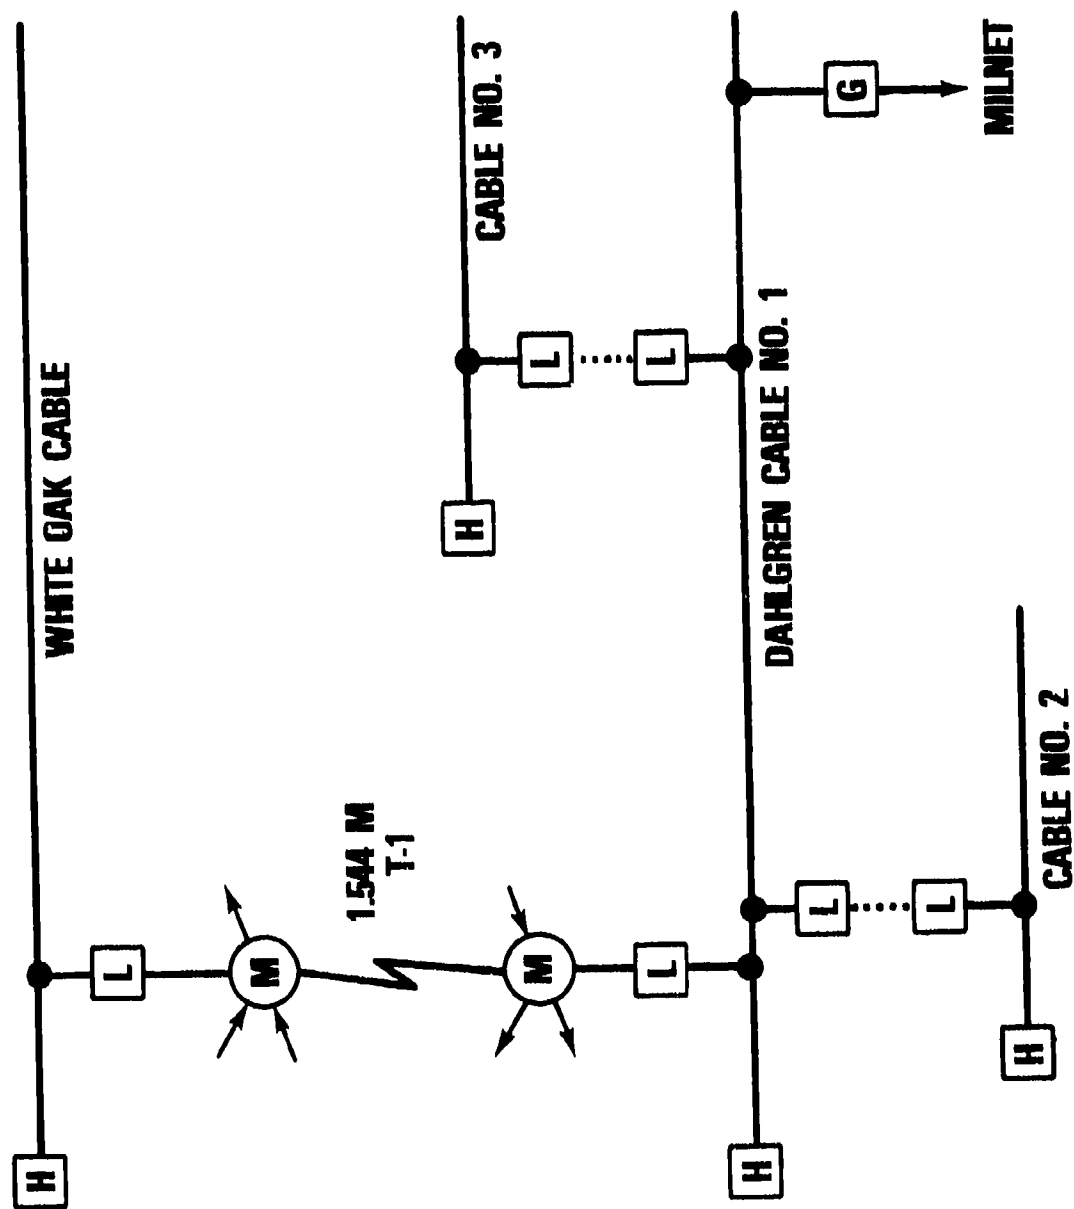 WHITE OAK CABLE
H
L
M
1.544 M
T-1
M
L
H
CABLE NO. 3
L
L
H
DAHLGREN CABLE NO. 1
G
MILNET
L
L
H
CABLE NO. 2